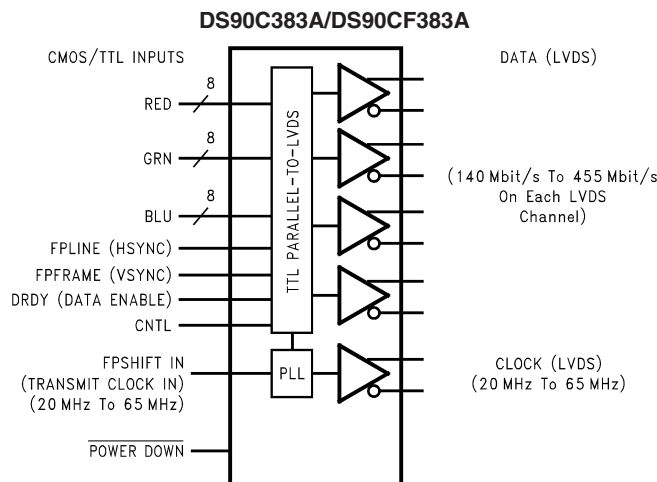 DS90C383A/DS90CF383A
CMOS/TTL INPUTS
DATA (LVDS)
8
RED
8
GRN
8
BLU
TTL PARALLEL-TO-LVDS
(140 Mbit/s To 455 Mbit/s
On Each LVDS
Channel)
FPLINE (HSYNC)
FPFRAME (VSYNC)
DRDY (DATA ENABLE)
CNTL
FPSHIFT IN
(TRANSMIT CLOCK IN)
(20 MHz To 65 MHz)
PLL
CLOCK (LVDS)
(20 MHz To 65 MHz)
POWER DOWN